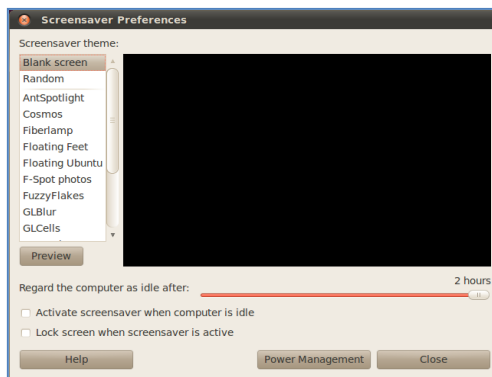 Screensaver Preferences
Screensaver theme:
Blank screen
Random
AntSpotlight
Cosmos
Fiberlamp
Floating Feet
Floating Ubuntu
F-Spot photos
FuzzyFlakes
GLBlur
GLCells
Preview
2 hours
Regard the computer as idle after:
Activate screensaver when computer is idle
Lock screen when screensaver is active
Help
Power Management
Close